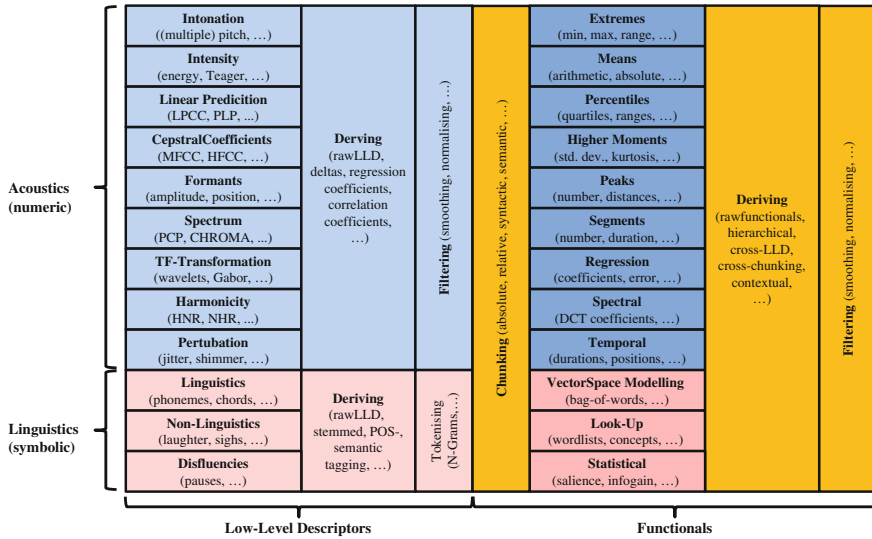 Acoustics
(numeric)
Linguistics
(symbolic)
Intonation
((multiple) pitch, …)
Intensity
(energy, Teager, …)
Linear Predicition
(LPCC, PLP, ...)
CepstralCoefficients
(MFCC, HFCC, …)
Formants
(amplitude, position, …)
Spectrum
(PCP, CHROMA, ...)
TF-Transformation
(wavelets, Gabor, …)
Harmonicity
(HNR, NHR, ...)
Pertubation
(jitter, shimmer, …)
Linguistics
(phonemes, chords, …)
Non-Linguistics
(laughter, sighs, …)
Disfluencies
(pauses, …)
Derving
(rawLLD,
deltas, regression
coefficients,
correlation
coefficients,
…)
Deriving
(rawLLD,
stemmed, POS-,
semantic
tagging, …)
Filtering (smoothing, normalising, …)
Tokenising
(N-Grams,…)
Chunking (absolute, relative, syntactic, semantic, …)
Extremes
(min, max, range, …)
Means
(arithmetic, absolute, …)
Percentiles
(quartiles, ranges, …)
Higher Moments
(std. dev., kurtosis, …)
Peaks
(number, distances, …)
Segments
(number, duration, …)
Regression
(coefficients, error, …)
Spectral
(DCT coefficients, …)
Temporal
(durations, positions, …)
VectorSpace Modelling
(bag-of-words, …)
Look-Up
(wordlists, concepts, …)
Statistical
(salience, infogain, …)
Deriving
(rawfunctionals,
hierarchical,
cross-LLD,
cross-chunking,
contextual,
…)
Filtering (smoothing, normalising, …)
Low-Level Descriptors
Functionals